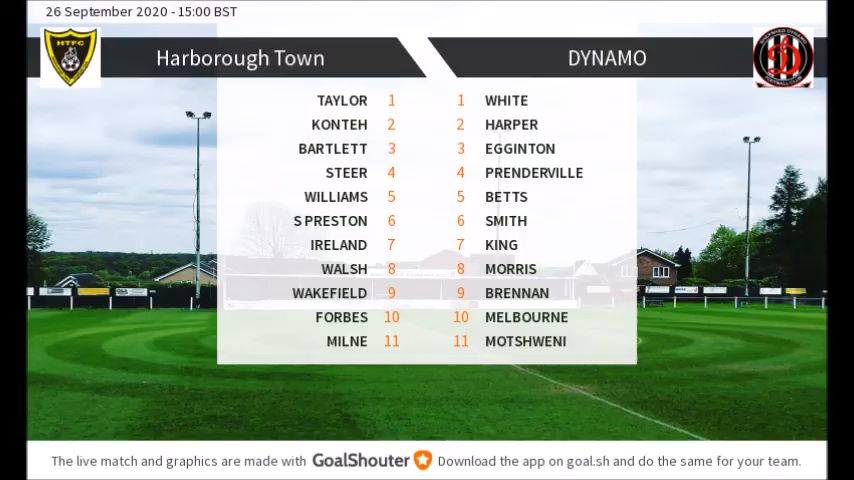 26 September 2020 - 15:00 BST
HTFC
Harborough Town
DYNAMO
TAYLOR 1 1 WHITE
KONTEH 2 2 HARPER
BARTLETT 3 3 EGGINTON
STEER 4 4 PRENDERVILLE
WILLIAMS 5 5 BETTS
S PRESTON 6 6 SMITH
IRELAND 7 7 KING
WALSH 8 8 MORRIS
WAKEFIELD 9 9 BRENNAN
FORBES 10 10 MELBOURNE
MILNE 11 11 MOTSHWENI
The live match and graphics are made with GoalShouter Download the app on goal.sh and do the same for your team.